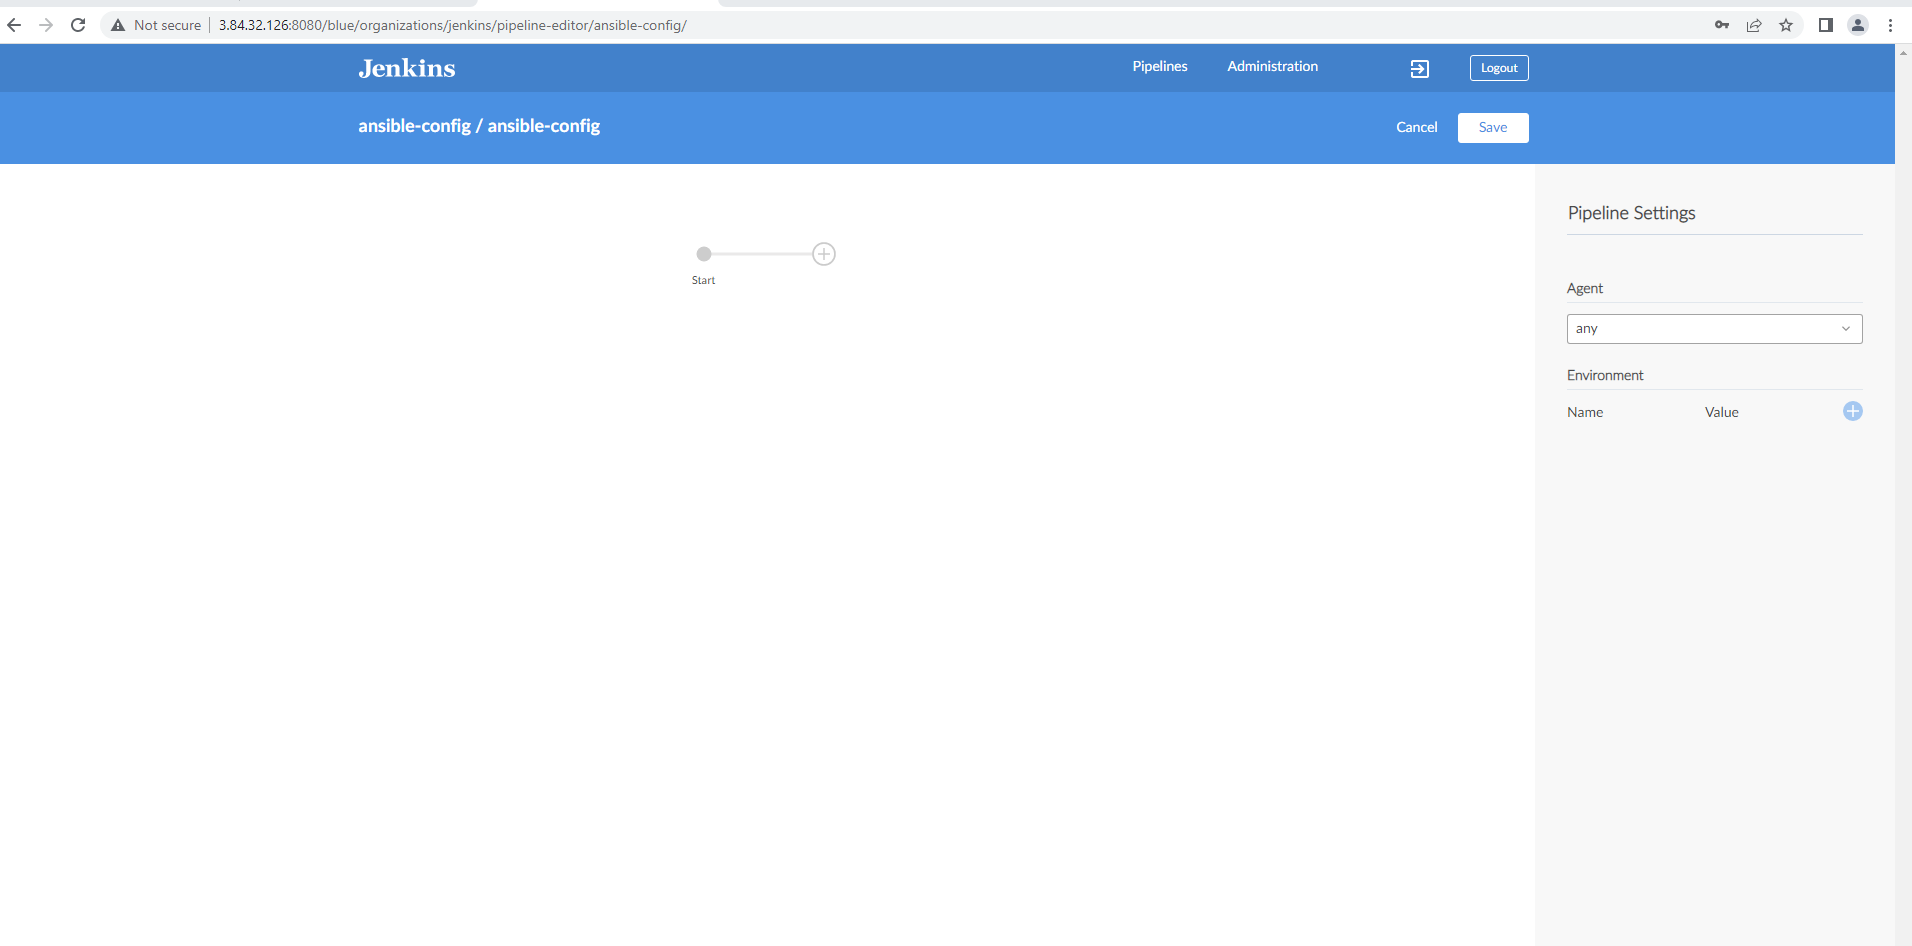 Not secure 3.84.32.126:8080/blue/organizations/jenkins/pipeline-editor/ansible-config/
Jenkins
Pipelines
Administration
Logout
ansible-config / ansible-config
Cancel
Save
Start
Pipeline Settings
Agent
any
Environment
Name Value